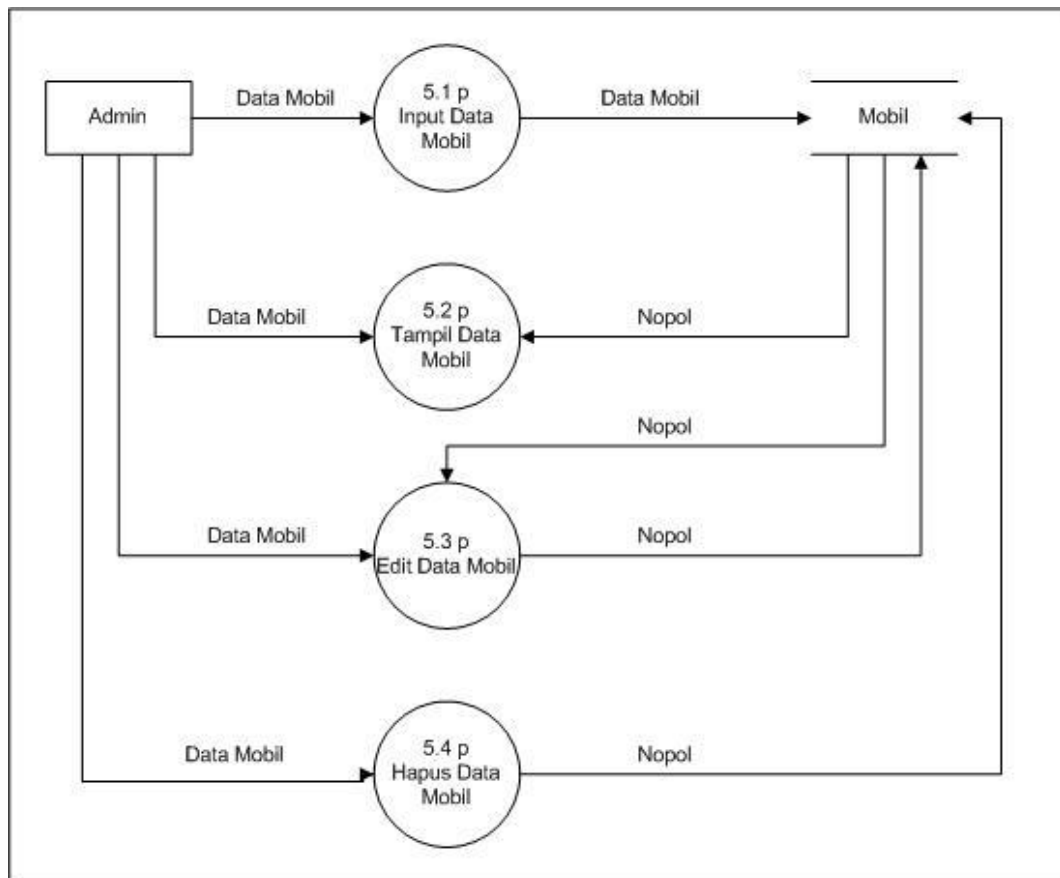 Admin
Data Mobil
5.1 p
Input Data
Mobil
Data Mobil
Mobil
Data Mobil
5.2 p
Tampil Data
Mobil
Nopol
Nopol
Data Mobil
5.3 p
Edit Data Mobil
Nopol
Data Mobil
5.4 p
Hapus Data
Mobil
Nopol